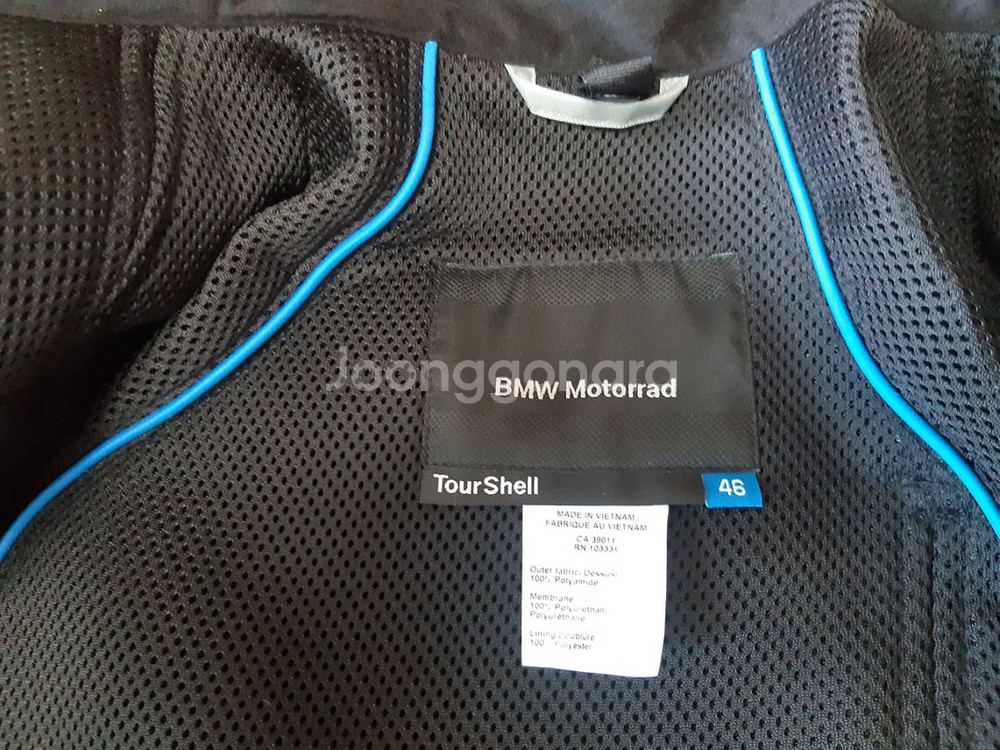 Joonggonara
BMW Motorrad
TourShell
46
MADE IN VIETNAM
FABRIQUE AU VIETNAM
CA 39011
RN 103331
Outer fabric/ Dessus/
100% Polyamide
Membrane
100% Polyurethan/
Polyuréthane
Lining/doublure
100% Polyester